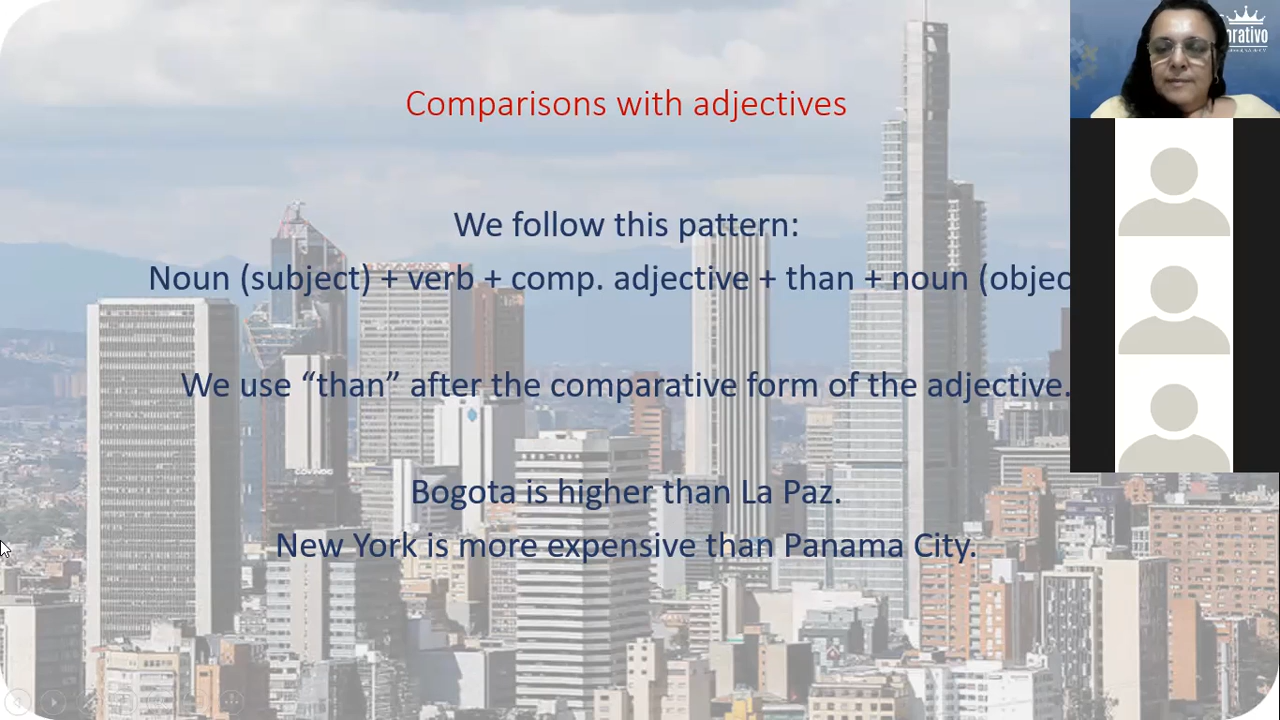 Comparisons with adjectives
We follow this pattern:
Noun (subject) + verb + comp. adjective + than + noun (objec
We use “than” after the comparative form of the adjective.
Bogota is higher than La Paz.
New York is more expensive than Panama City.